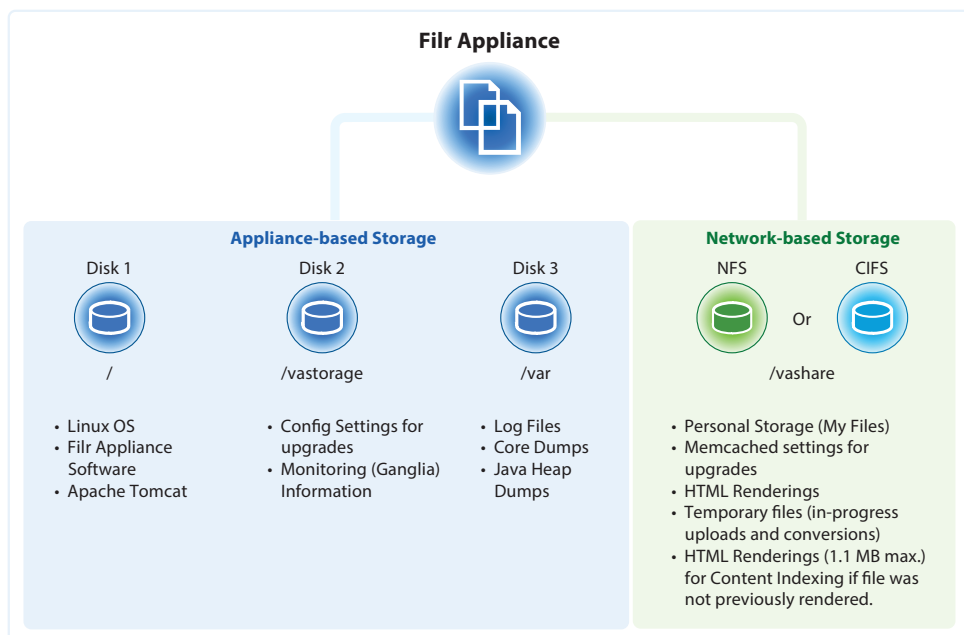 Filr Appliance
Appliance-based Storage
Disk 1
/
• Linux OS
• Filr Appliance
Software
• Apache Tomcat
Disk 2
/vastorage
• Config Settings for
upgrades
• Monitoring (Ganglia)
Information
Disk 3
/var
• Log Files
• Core Dumps
• Java Heap
Dumps
Network-based Storage
NFS
Or
CIFS
/vashare
• Personal Storage (My Files)
• Memcached settings for
upgrades
• HTML Renderings
• Temporary files (in-progress
uploads and conversions)
• HTML Renderings (1.1 MB max.)
for Content Indexing if file was
not previously rendered.